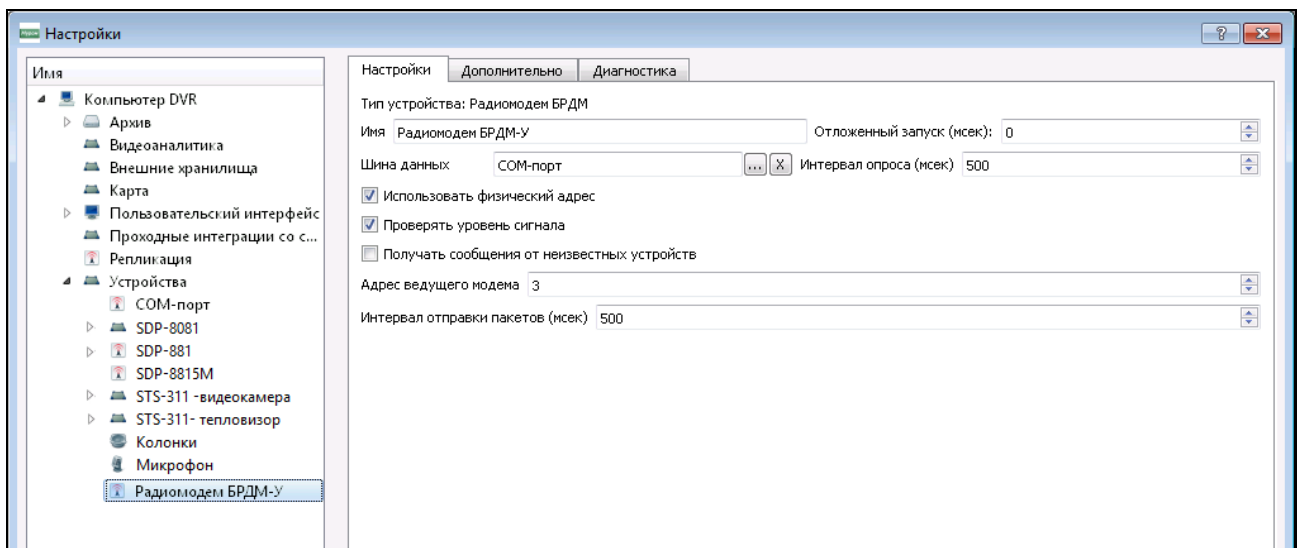 Настройки
Имя
Компьютер DVR
Архив
Видеоаналитика
Внешние хранилища
Карта
Пользовательский интерфейс
Проходные интеграции со с...
Репликация
Устройства
COM-порт
SDP-8081
SDP-881
SDP-8815M
STS-311 -видеокамера
STS-311- тепловизор
Колонки
Микрофон
Радиомодем БРДМ-У
Настройки Дополнительно Диагностика
Тип устройства: Радиомодем БРДМ
Имя Радиомодем БРДМ-У Отложенный запуск (мсек): 0
Шина данных COM-порт ... X Интервал опроса (мсек) 500
Использовать физический адрес
Проверять уровень сигнала
Получать сообщения от неизвестных устройств
Адрес ведущего модема 3
Интервал отправки пакетов (мсек) 500